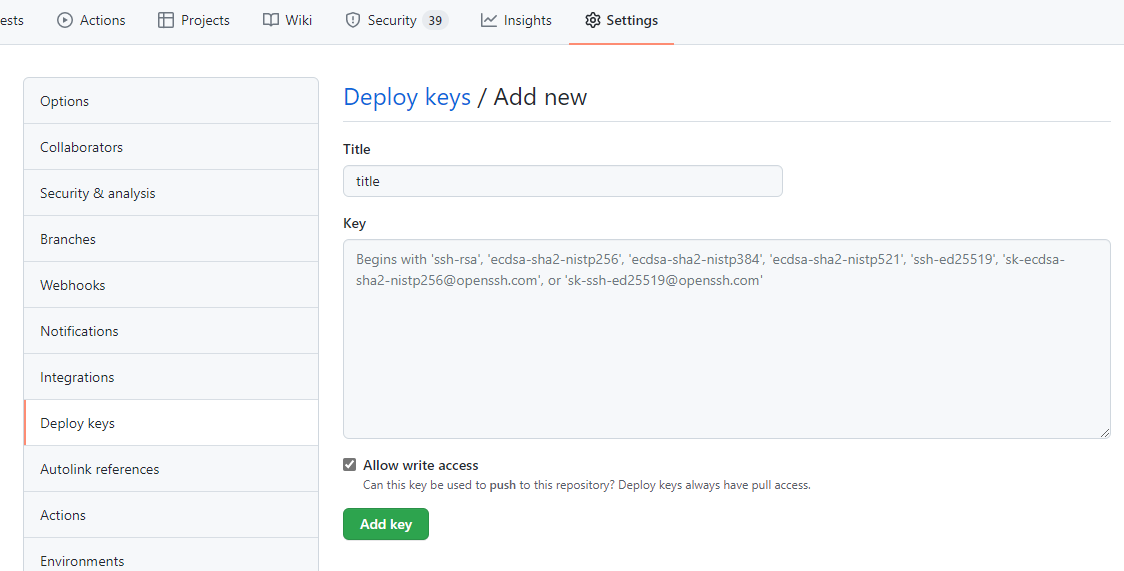 ests Actions Projects Wiki Security 39 Insights Settings
Options
Collaborators
Security & analysis
Branches
Webhooks
Notifications
Integrations
Deploy keys
Autolink references
Actions
Environments
Deploy keys / Add new
Title
title
Key
Begins with 'ssh-rsa', 'ecdsa-sha2-nistp256', 'ecdsa-sha2-nistp384', 'ecdsa-sha2-nistp521', 'ssh-ed25519', 'sk-ecdsa-
sha2-nistp256@openssh.com', or 'sk-ssh-ed25519@openssh.com'
Allow write access
Can this key be used to push to this repository? Deploy keys always have pull access.
Add key